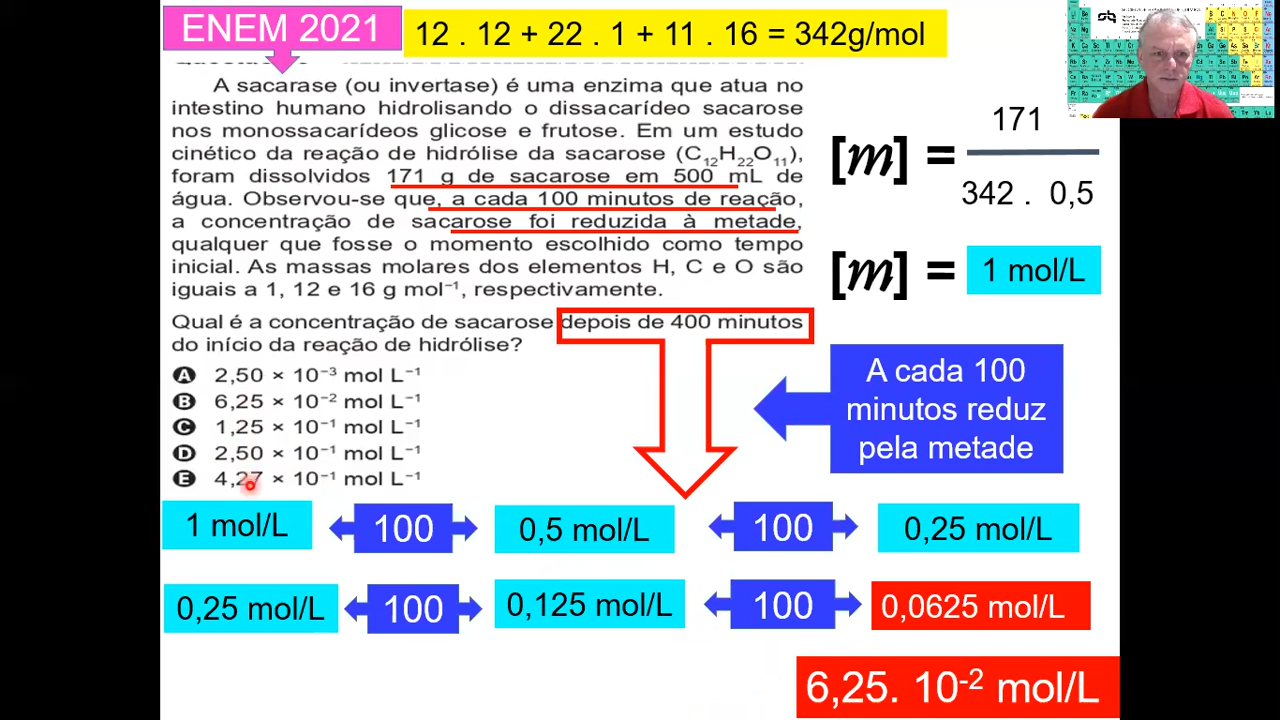 ENEM 2021
12 . 12 + 22 . 1 + 11 . 16 = 342g/mol
A sacarase (ou invertase) é uma enzima que atua no
intestino humano hidrolisando o dissacarídeo sacarose
nos monossacarídeos glicose e frutose. Em um estudo
cinético da reação de hidrólise da sacarose (C₁₂H₂₂O₁₁),
foram dissolvidos 171 g de sacarose em 500 mL de
água. Observou-se que, a cada 100 minutos de reação,
a concentração de sacarose foi reduzida à metade,
qualquer que fosse o momento escolhido como tempo
inicial. As massas molares dos elementos H, C e O são
iguais a 1, 12 e 16 g mol⁻¹, respectivamente.
Qual é a concentração de sacarose depois de 400 minutos
do início da reação de hidrólise?
A 2,50 × 10⁻³ mol L⁻¹
B 6,25 × 10⁻² mol L⁻¹
C 1,25 × 10⁻¹ mol L⁻¹
D 2,50 × 10⁻¹ mol L⁻¹
E 4,27 × 10⁻¹ mol L⁻¹
171
[m] =
342 . 0,5
[m] = 1 mol/L
A cada 100
minutos reduz
pela metade
1 mol/L 100 0,5 mol/L 100 0,25 mol/L
0,25 mol/L 100 0,125 mol/L 100 0,0625 mol/L
6,25. 10⁻² mol/L